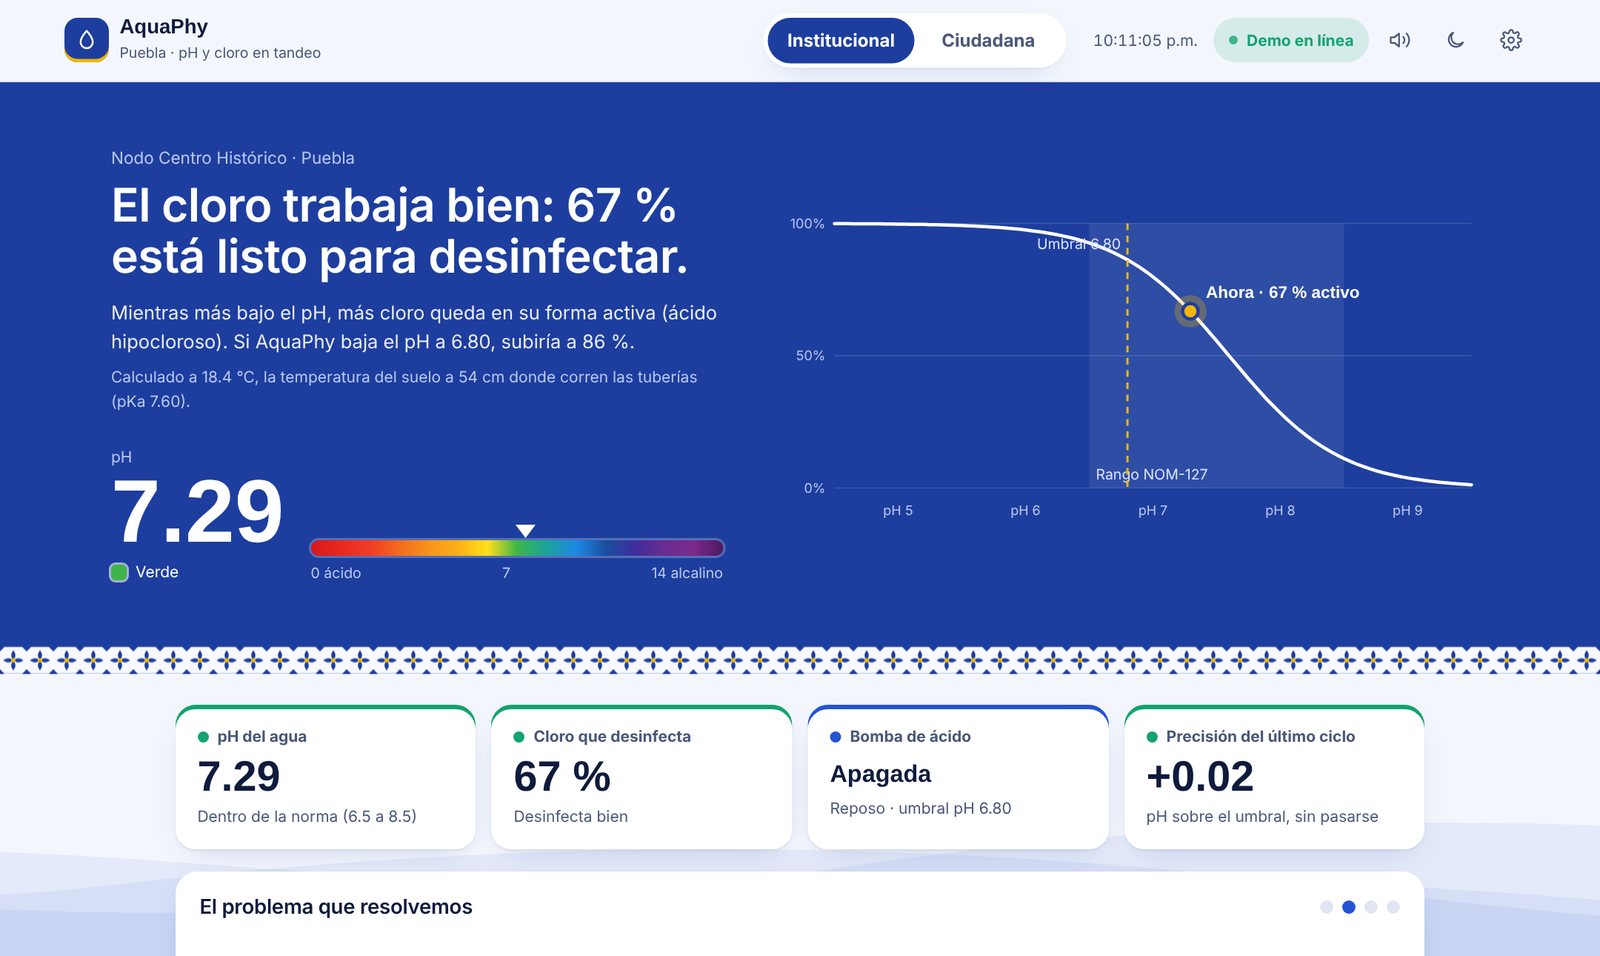 AquaPhy
Puebla · pH y cloro en tandeo
Institucional
Ciudadana
10:11:05 p.m.
Demo en línea
Nodo Centro Histórico · Puebla
El cloro trabaja bien: 67 %
está listo para desinfectar.
Mientras más bajo el pH, más cloro queda en su forma activa (ácido
hipocloroso). Si AquaPhy baja el pH a 6.80, subiría a 86 %.
Calculado a 18.4 °C, la temperatura del suelo a 54 cm donde corren las tuberías
(pKa 7.60).
pH
7.29
Verde
0 ácido
7
14 alcalino
100%
Umbral 6.80
Ahora · 67 % activo
50%
Rango NOM-127
0%
pH 5
pH 6
pH 7
pH 8
pH 9
pH del agua
7.29
Dentro de la norma (6.5 a 8.5)
Cloro que desinfecta
67 %
Desinfecta bien
Bomba de ácido
Apagada
Reposo · umbral pH 6.80
Precisión del último ciclo
+0.02
pH sobre el umbral, sin pasarse
El problema que resolvemos